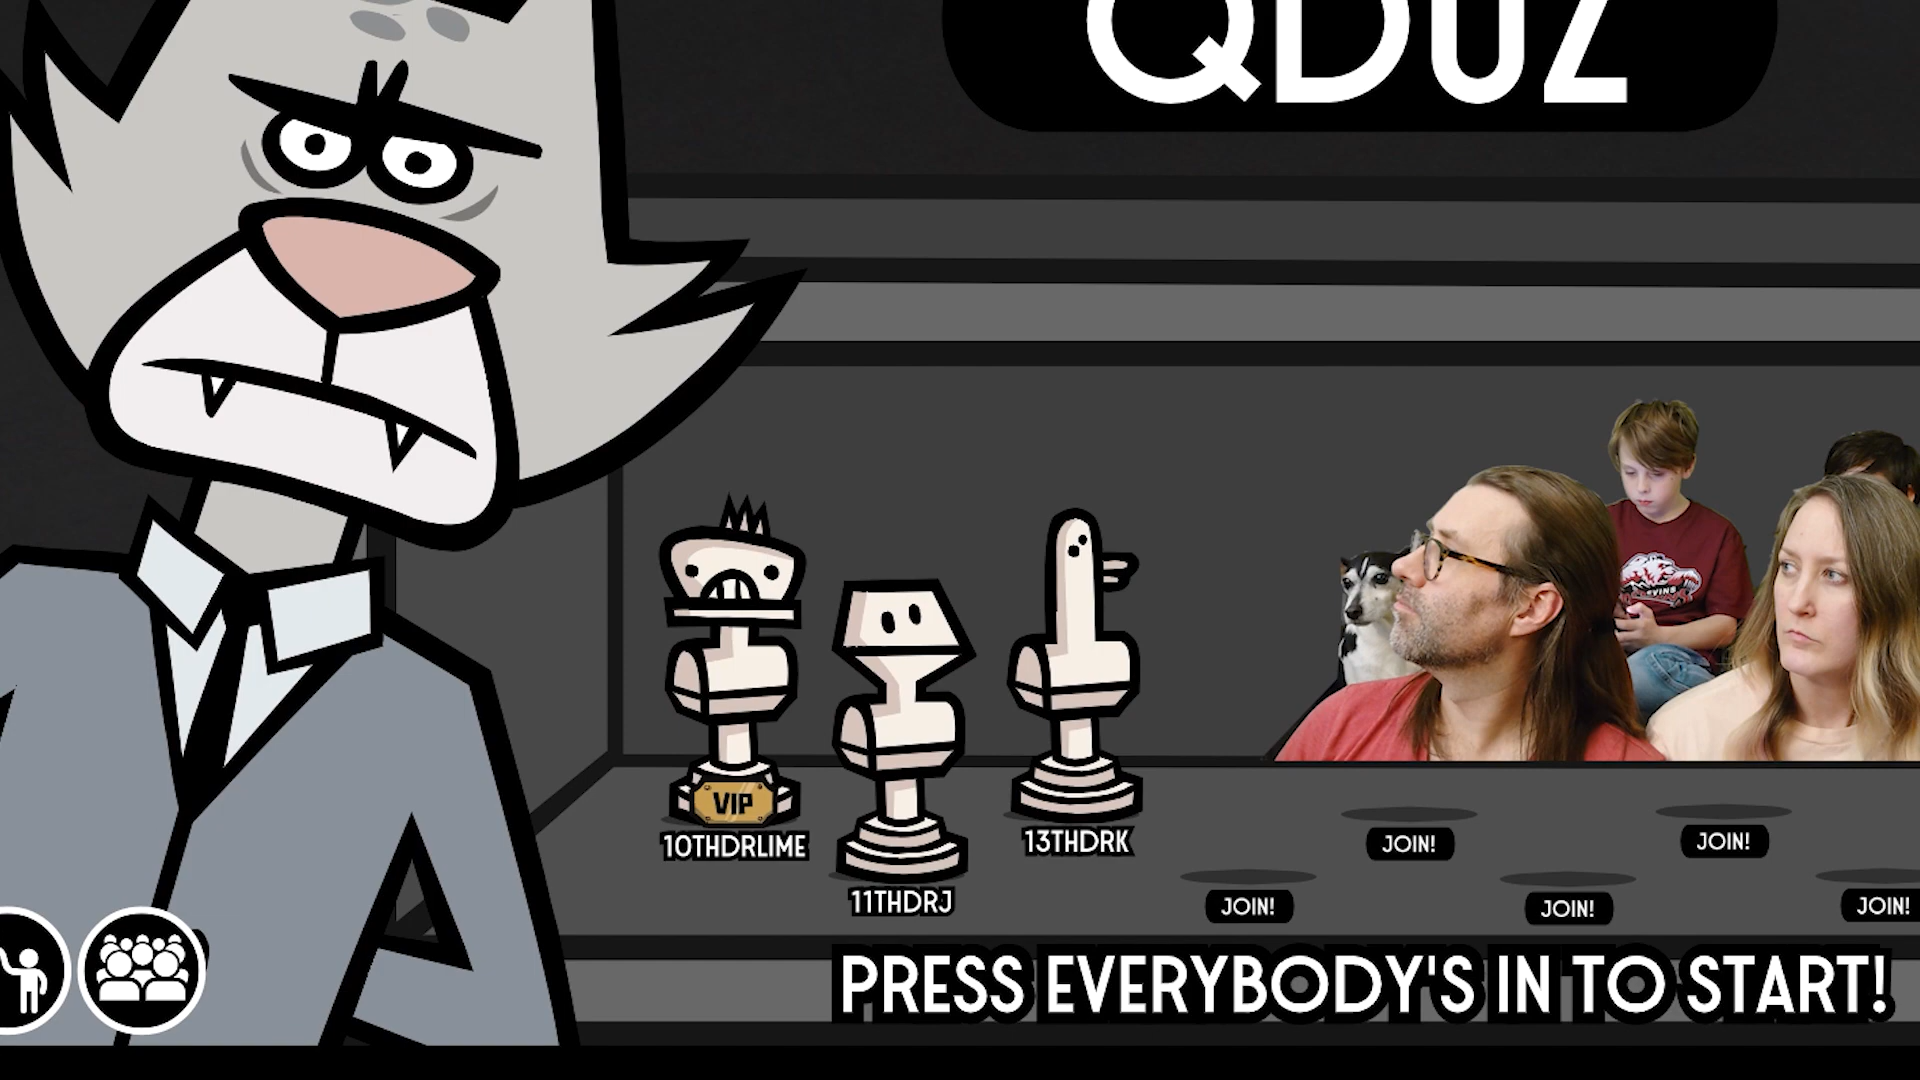 QDUZ
VIP
10THDRLIME
11THDRJ
13THDRK
JOIN!
JOIN!
JOIN!
JOIN!
JOIN!
PRESS EVERYBODY'S IN TO START!